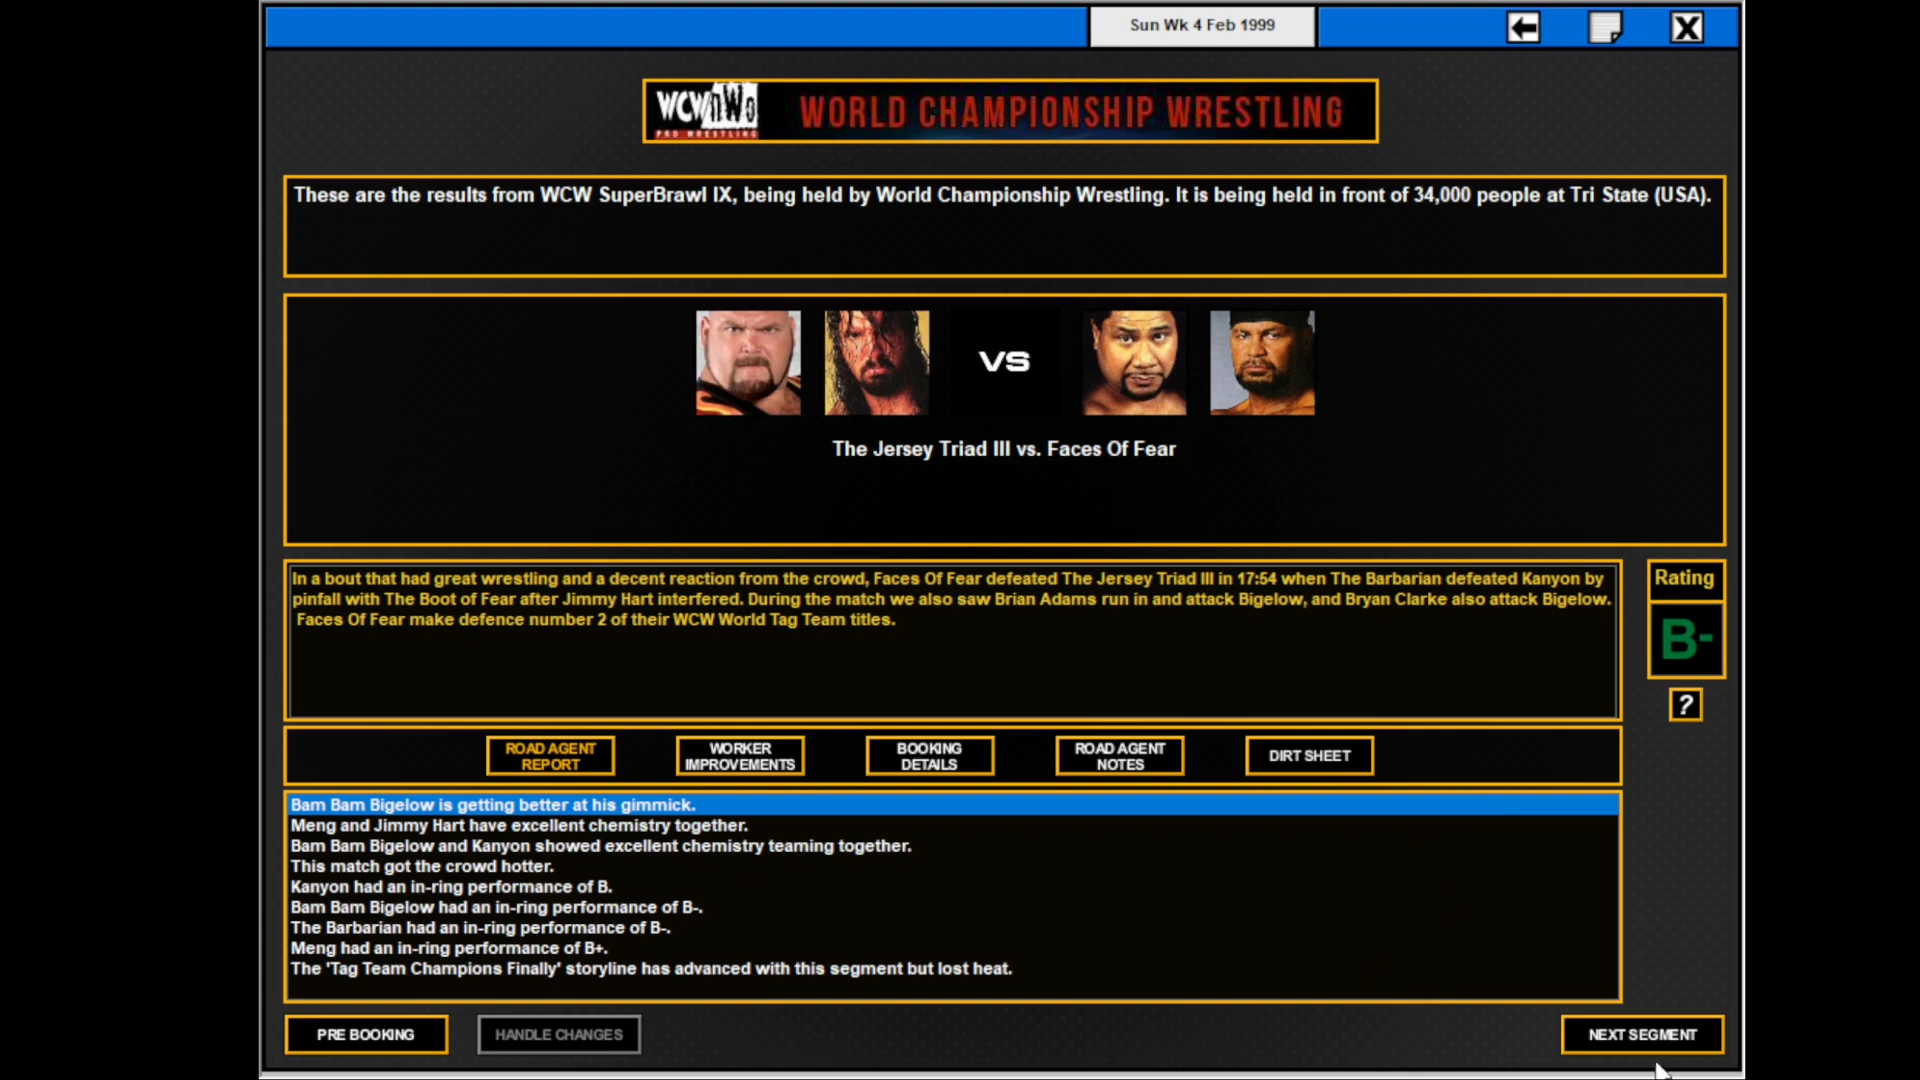 Sun Wk 4 Feb 1999
WCW nWo
PRO WRESTLING
WORLD CHAMPIONSHIP WRESTLING
These are the results from WCW SuperBrawl IX, being held by World Championship Wrestling. It is being held in front of 34,000 people at Tri State (USA).
VS
The Jersey Triad III vs. Faces Of Fear
In a bout that had great wrestling and a decent reaction from the crowd, Faces Of Fear defeated The Jersey Triad III in 17:54 when The Barbarian defeated Kanyon by
pinfall with The Boot of Fear after Jimmy Hart interfered. During the match we also saw Brian Adams run in and attack Bigelow, and Bryan Clarke also attack Bigelow.
Faces Of Fear make defence number 2 of their WCW World Tag Team titles.
Rating
B-
?
ROAD AGENT
REPORT
WORKER
IMPROVEMENTS
BOOKING
DETAILS
ROAD AGENT
NOTES
DIRT SHEET
Bam Bam Bigelow is getting better at his gimmick.
Meng and Jimmy Hart have excellent chemistry together.
Bam Bam Bigelow and Kanyon showed excellent chemistry teaming together.
This match got the crowd hotter.
Kanyon had an in-ring performance of B.
Bam Bam Bigelow had an in-ring performance of B-.
The Barbarian had an in-ring performance of B-.
Meng had an in-ring performance of B+.
The 'Tag Team Champions Finally' storyline has advanced with this segment but lost heat.
PRE BOOKING
HANDLE CHANGES
NEXT SEGMENT